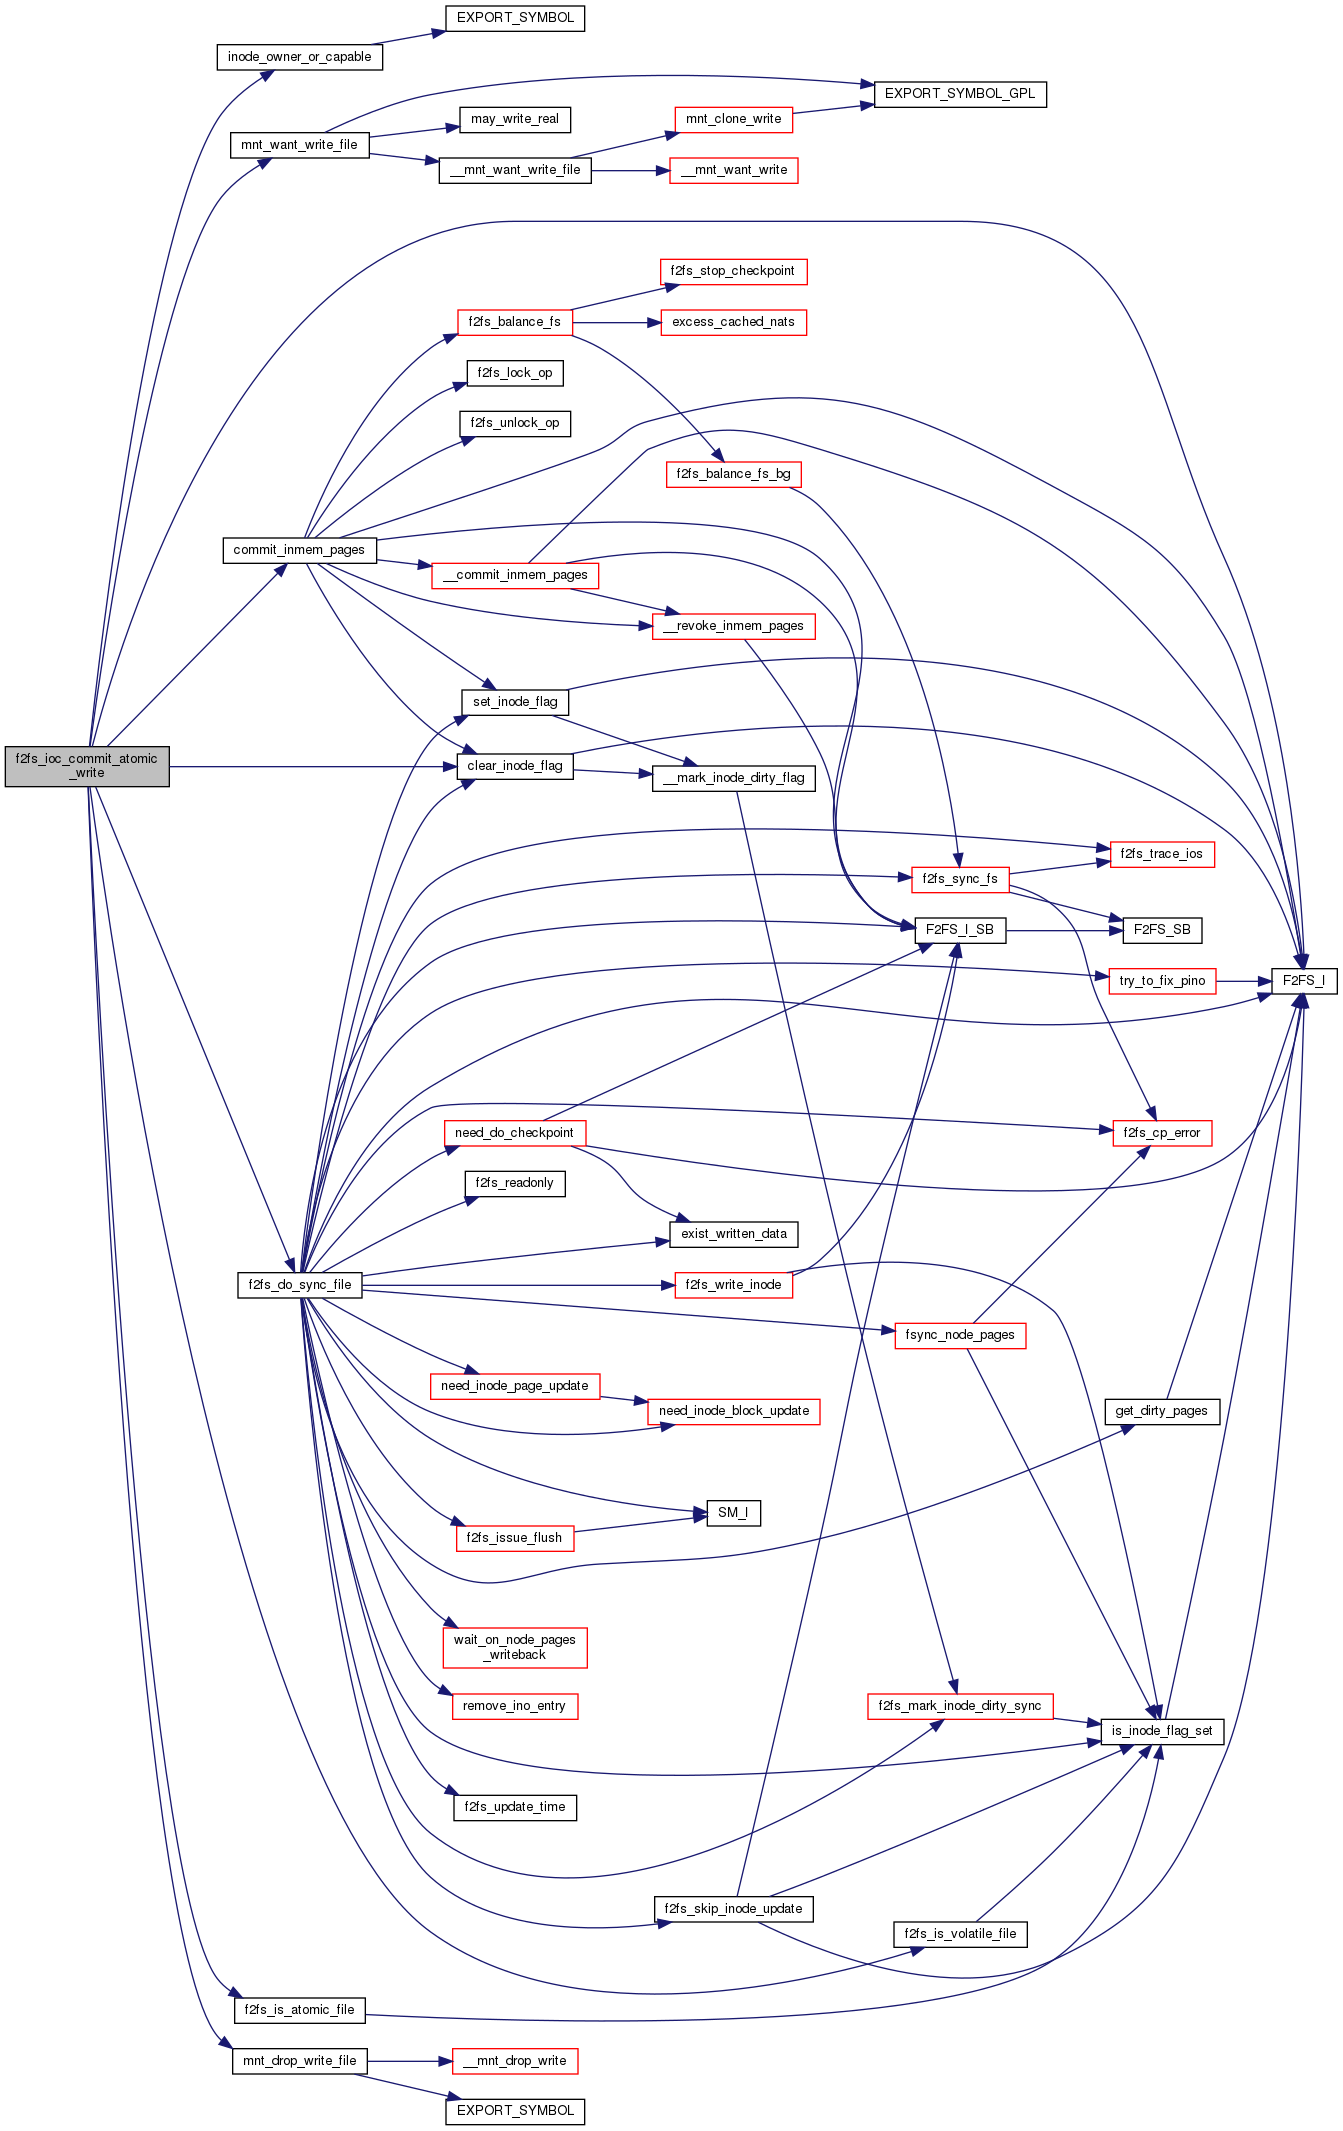 EXPORT_SYMBOL
inode_owner_or_capable
EXPORT_SYMBOL_GPL
may_write_real
mnt_clone_write
mnt_want_write_file
__mnt_want_write_file
__mnt_want_write
f2fs_stop_checkpoint
f2fs_balance_fs
excess_cached_nats
f2fs_lock_op
f2fs_unlock_op
f2fs_balance_fs_bg
commit_inmem_pages
__commit_inmem_pages
__revoke_inmem_pages
set_inode_flag
f2fs_ioc_commit_atomic
_write
clear_inode_flag
__mark_inode_dirty_flag
f2fs_trace_ios
f2fs_sync_fs
F2FS_I_SB
F2FS_SB
try_to_fix_pino
F2FS_I
need_do_checkpoint
f2fs_cp_error
f2fs_readonly
exist_written_data
f2fs_do_sync_file
f2fs_write_inode
fsync_node_pages
need_inode_page_update
need_inode_block_update
get_dirty_pages
SM_I
f2fs_issue_flush
wait_on_node_pages
_writeback
remove_ino_entry
f2fs_mark_inode_dirty_sync
is_inode_flag_set
f2fs_update_time
f2fs_skip_inode_update
f2fs_is_volatile_file
f2fs_is_atomic_file
mnt_drop_write_file
__mnt_drop_write
EXPORT_SYMBOL